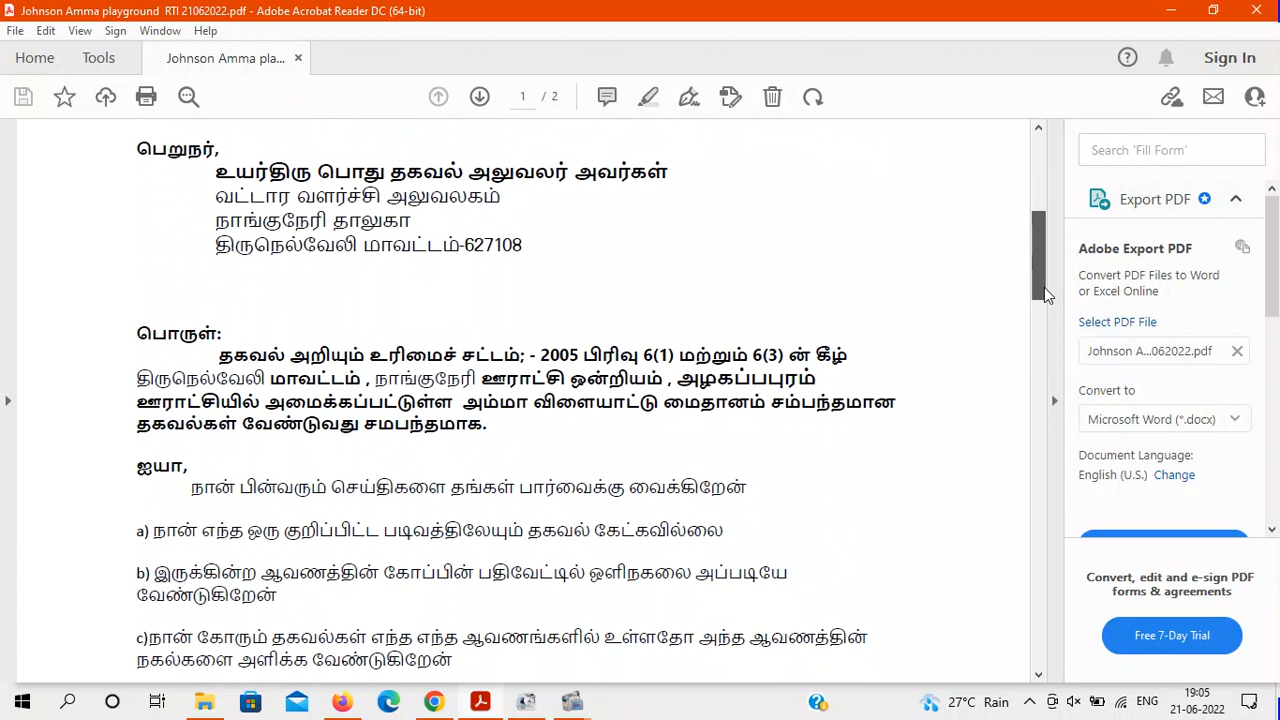 Johnson Amma playground RTI 21062022.pdf - Adobe Acrobat Reader DC (64-bit)
File Edit View Sign Window Help
Home Tools Johnson Amma pla... Sign In
1 / 2
பெறுநர்,
உயர்திரு பொது தகவல் அலுவலர் அவர்கள்
வட்டார வளர்ச்சி அலுவலகம்
நாங்குநேரி தாலுகா
திருநெல்வேலி மாவட்டம்-627108
பொருள்:
தகவல் அறியும் உரிமைச் சட்டம்; - 2005 பிரிவு 6(1) மற்றும் 6(3) ன் கீழ்
திருநெல்வேலி மாவட்டம் , நாங்குநேரி ஊராட்சி ஒன்றியம் , அழகப்பபுரம்
ஊராட்சியில் அமைக்கப்பட்டுள்ள அம்மா விளையாட்டு மைதானம் சம்பந்தமான
தகவல்கள் வேண்டுவது சமபந்தமாக.
ஐயா,
நான் பின்வரும் செய்திகளை தங்கள் பார்வைக்கு வைக்கிறேன்
a) நான் எந்த ஒரு குறிப்பிட்ட படிவத்திலேயும் தகவல் கேட்கவில்லை
b) இருக்கின்ற ஆவணத்தின் கோப்பின் பதிவேட்டில் ஒளிநகலை அப்படியே
வேண்டுகிறேன்
c)நான் கோரும் தகவல்கள் எந்த எந்த ஆவணங்களில் உள்ளதோ அந்த ஆவணத்தின்
நகல்களை அளிக்க வேண்டுகிறேன்
Search 'Fill Form'
Export PDF
Adobe Export PDF
Convert PDF Files to Word
or Excel Online
Select PDF File
Johnson A...062022.pdf
Convert to
Microsoft Word (*.docx)
Document Language:
English (U.S.) Change
Convert, edit and e-sign PDF
forms & agreements
Free 7-Day Trial
27°C Rain ENG 19:05
21-06-2022